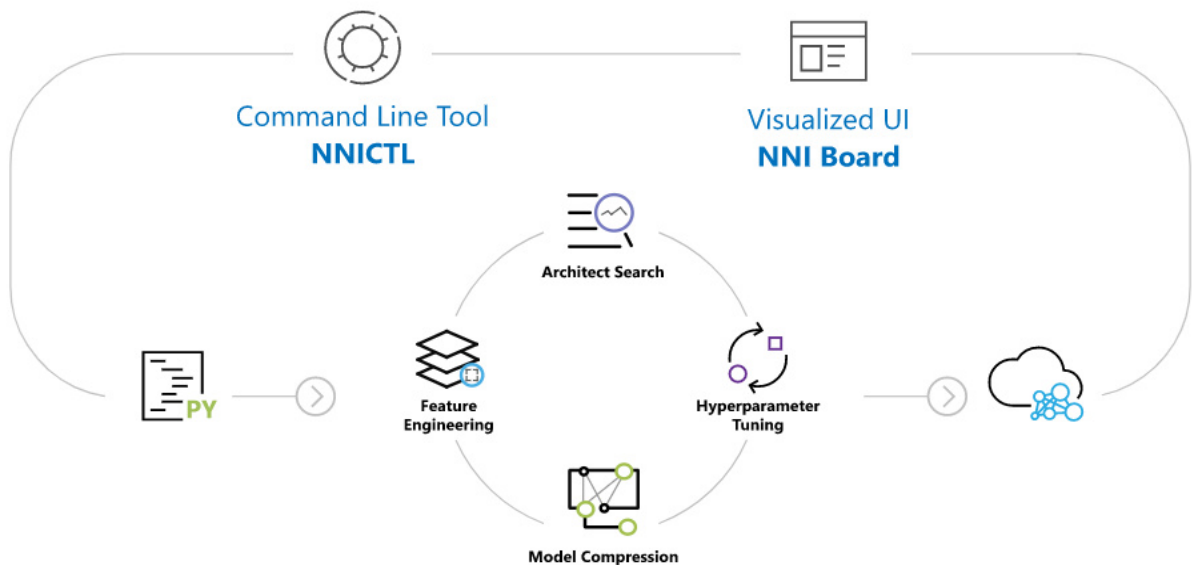 Command Line Tool
NNICTL
Visualized UI
NNI Board
Architect Search
PY
Feature
Engineering
Hyperparameter
Tuning
Model Compression